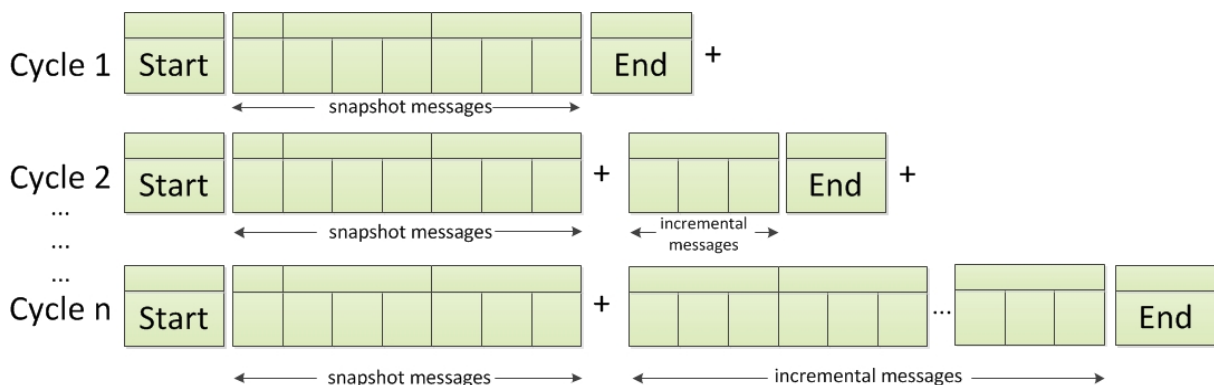 Cycle 1 Start End +
snapshot messages
Cycle 2 Start + End +
...
snapshot messages
incremental
messages
...
...
Cycle n Start + ... End
snapshot messages
incremental messages